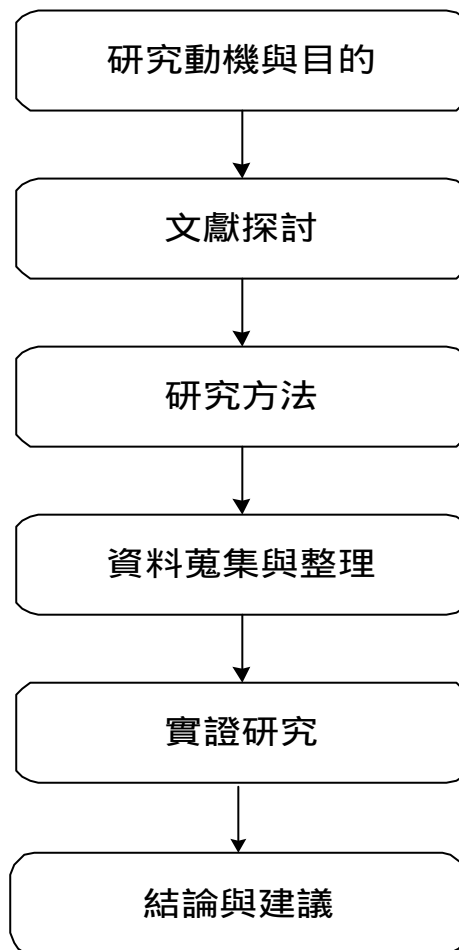 研究動機與目的
文獻探討
研究方法
資料蒐集與整理
實證研究
結論與建議